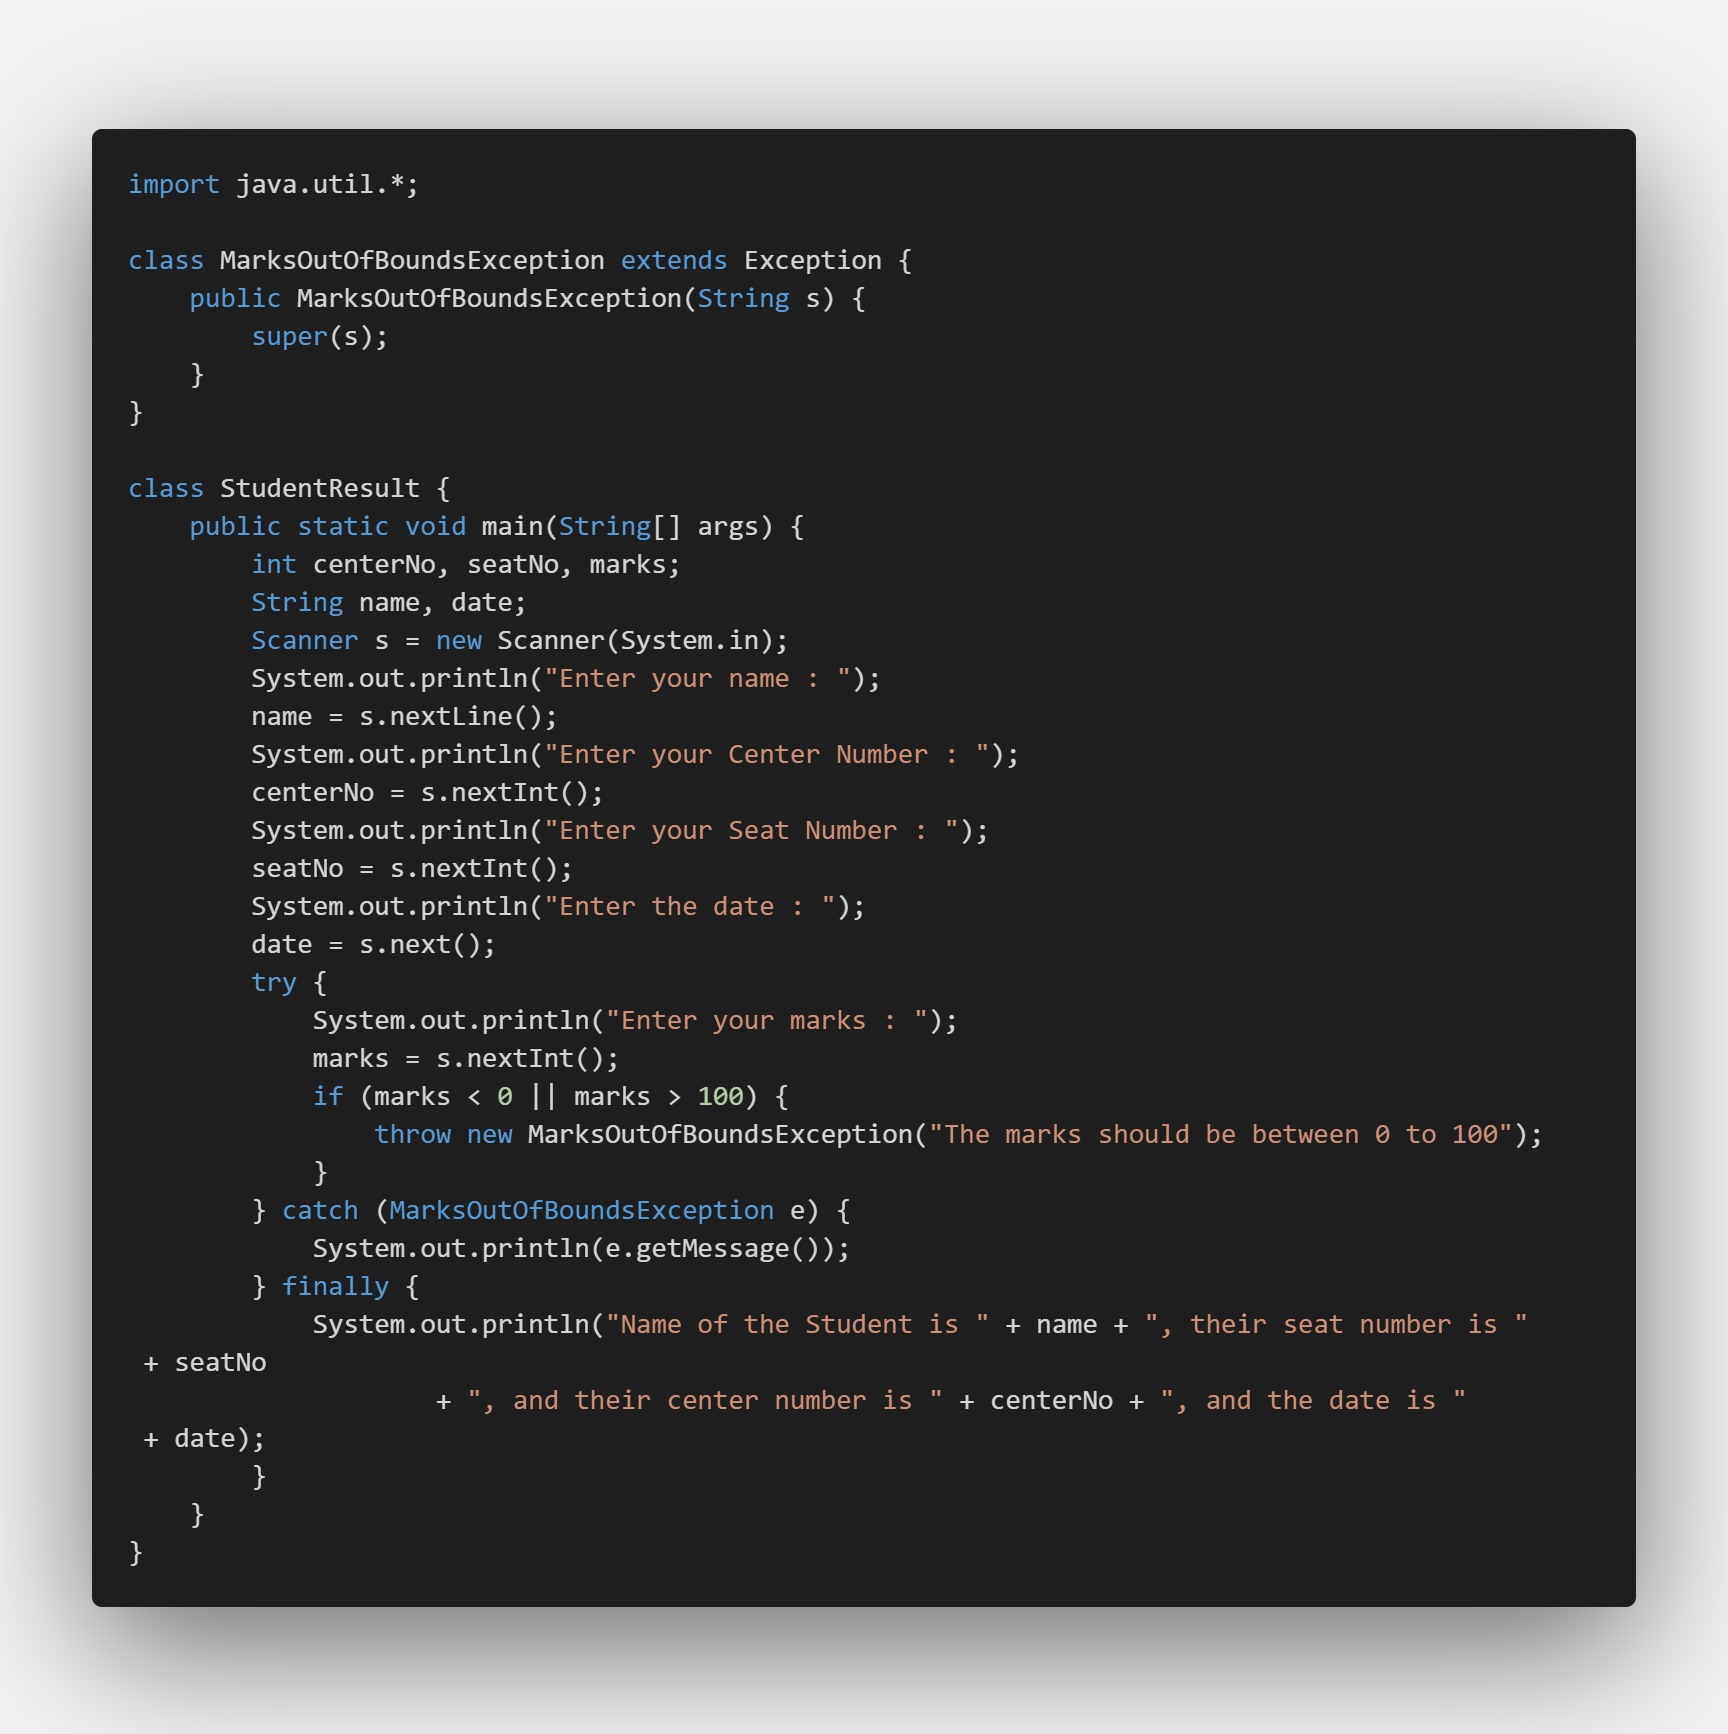 import java.util.*;

class MarksOutOfBoundsException extends Exception {
    public MarksOutOfBoundsException(String s) {
        super(s);
    }
}

class StudentResult {
    public static void main(String[] args) {
        int centerNo, seatNo, marks;
        String name, date;
        Scanner s = new Scanner(System.in);
        System.out.println("Enter your name : ");
        name = s.nextLine();
        System.out.println("Enter your Center Number : ");
        centerNo = s.nextInt();
        System.out.println("Enter your Seat Number : ");
        seatNo = s.nextInt();
        System.out.println("Enter the date : ");
        date = s.next();
        try {
            System.out.println("Enter your marks : ");
            marks = s.nextInt();
            if (marks < 0 || marks > 100) {
                throw new MarksOutOfBoundsException("The marks should be between 0 to 100");
            }
        } catch (MarksOutOfBoundsException e) {
            System.out.println(e.getMessage());
        } finally {
            System.out.println("Name of the Student is " + name + ", their seat number is "
 + seatNo
                    + ", and their center number is " + centerNo + ", and the date is "
 + date);
        }
    }
}